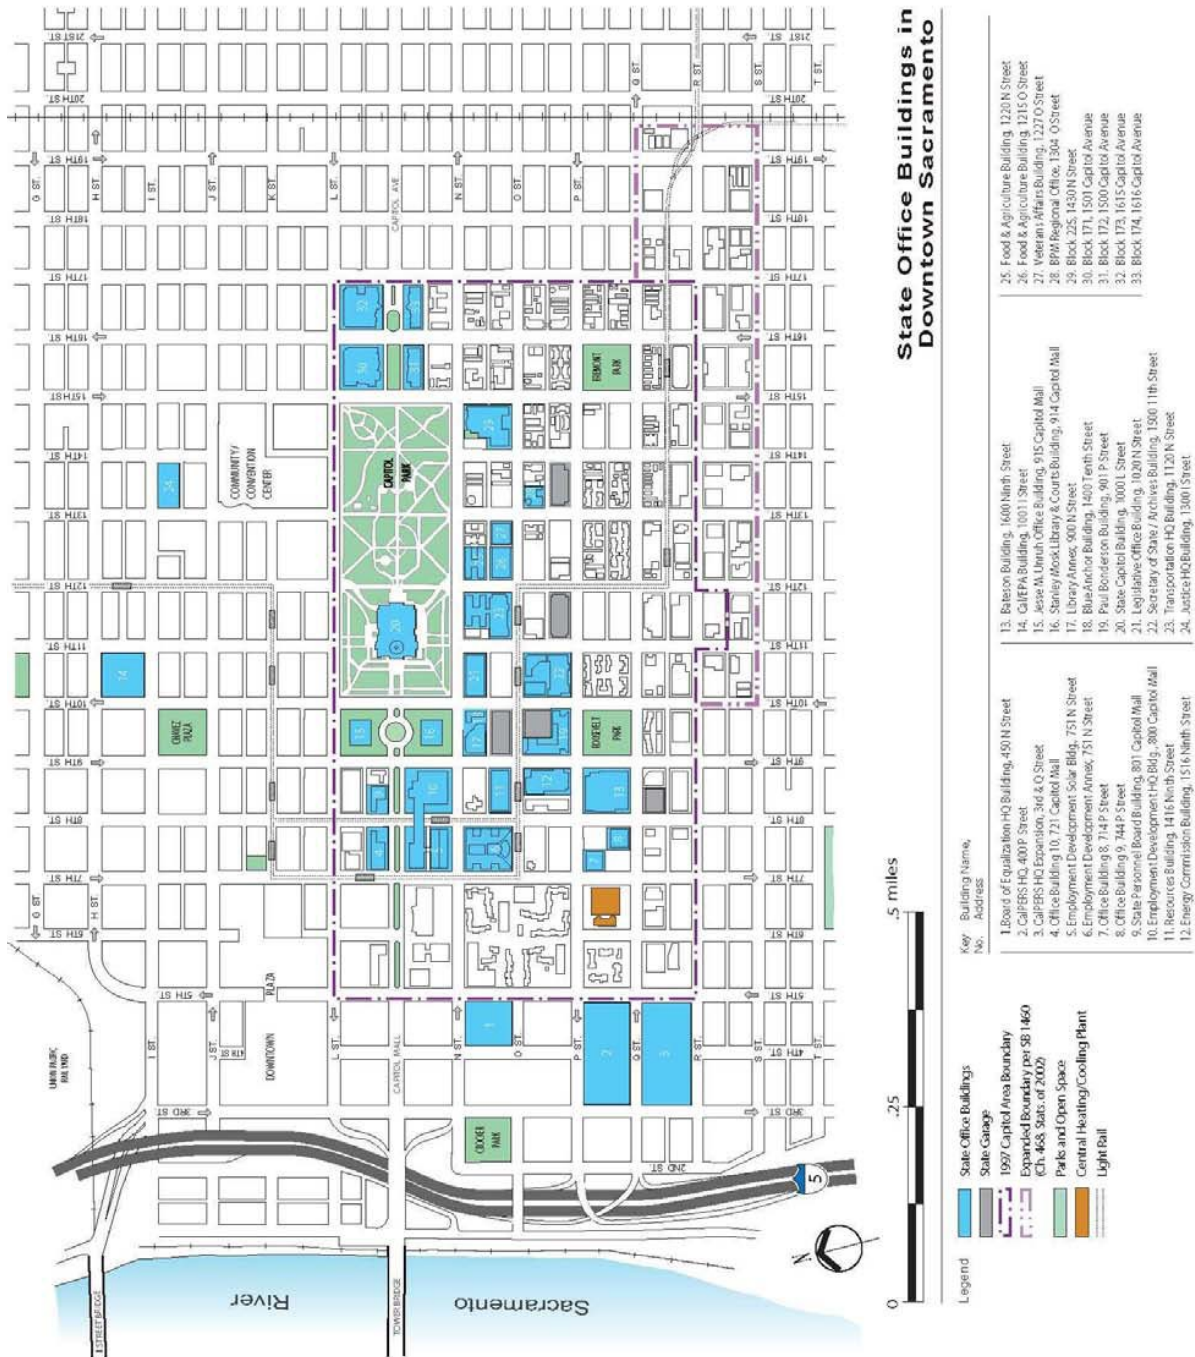 State Office Buildings in
Downtown Sacramento
G ST.
H ST.
I ST.
J ST.
K ST.
L ST.
CAPITOL AVE
N ST.
O ST.
P ST.
Q ST.
R ST.
S ST.
T ST.
21ST ST.
20TH ST.
19TH ST.
18TH ST.
17TH ST.
16TH ST.
15TH ST.
14TH ST.
13TH ST.
12TH ST.
11TH ST.
10TH ST.
9TH ST.
8TH ST.
7TH ST.
6TH ST.
5TH ST.
4TH ST.
3RD ST.
2ND ST.
CAPITOL MALL
COMMUNITY/
CONVENTION
CENTER
CAPITOL
PARK
FREMONT
PARK
CHAVEZ
PLAZA
ROOSEVELT
PARK
DOWNTOWN
PLAZA
CROCKER
PARK
UNION PACIFIC
RAILYARD
I STREET BRIDGE
TOWER BRIDGE
Sacramento
River
5
N
0
.25
.5 miles
Legend
State Office Buildings
State Garage
1997 Capitol Area Boundary
Expanded Boundary per SB 1460
(Ch. 468, Stats. of 2002)
Parks and Open Space
Central Heating/Cooling Plant
Light Rail
Key Building Name,
No. Address
1. Board of Equalization HQ Building, 450 N Street
2. CalPERS HQ, 400 P Street
3. CalPERS HQ Expansion, 3rd & Q Street
4. Office Building 10, 721 Capitol Mall
5. Employment Development Solar Bldg., 751 N Street
6. Employment Development Annex, 751 N Street
7. Office Building 8, 714 P Street
8. Office Building 9, 744 P Street
9. State Personnel Board Building, 801 Capitol Mall
10. Employment Development HQ Bldg., 800 Capitol Mall
11. Resources Building, 1416 Ninth Street
12. Energy Commission Building, 1516 Ninth Street
13. Bateson Building, 1600 Ninth Street
14. Cal/EPA Building, 1001 I Street
15. Jesse M. Unruh Office Building, 915 Capitol Mall
16. Stanley Mosk Library & Courts Building, 914 Capitol Mall
17. Library Annex, 900 N Street
18. Blue Anchor Building, 1400 Tenth Street
19. Paul Bonderson Building, 901 P Street
20. State Capitol Building, 1000 L Street
21. Legislative Office Building, 1020 N Street
22. Secretary of State / Archives Building, 1500 11th Street
23. Transportation HQ Building, 1120 N Street
24. Justice HQ Building, 1300 I Street
25. Food & Agriculture Building, 1220 N Street
26. Food & Agriculture Building, 1215 O Street
27. Veterans Affairs Building, 1227 O Street
28. BPM Regional Office, 1304 O Street
29. Block 225, 1430 N Street
30. Block 171, 1501 Capitol Avenue
31. Block 172, 1500 Capitol Avenue
32. Block 173, 1615 Capitol Avenue
33. Block 174, 1616 Capitol Avenue